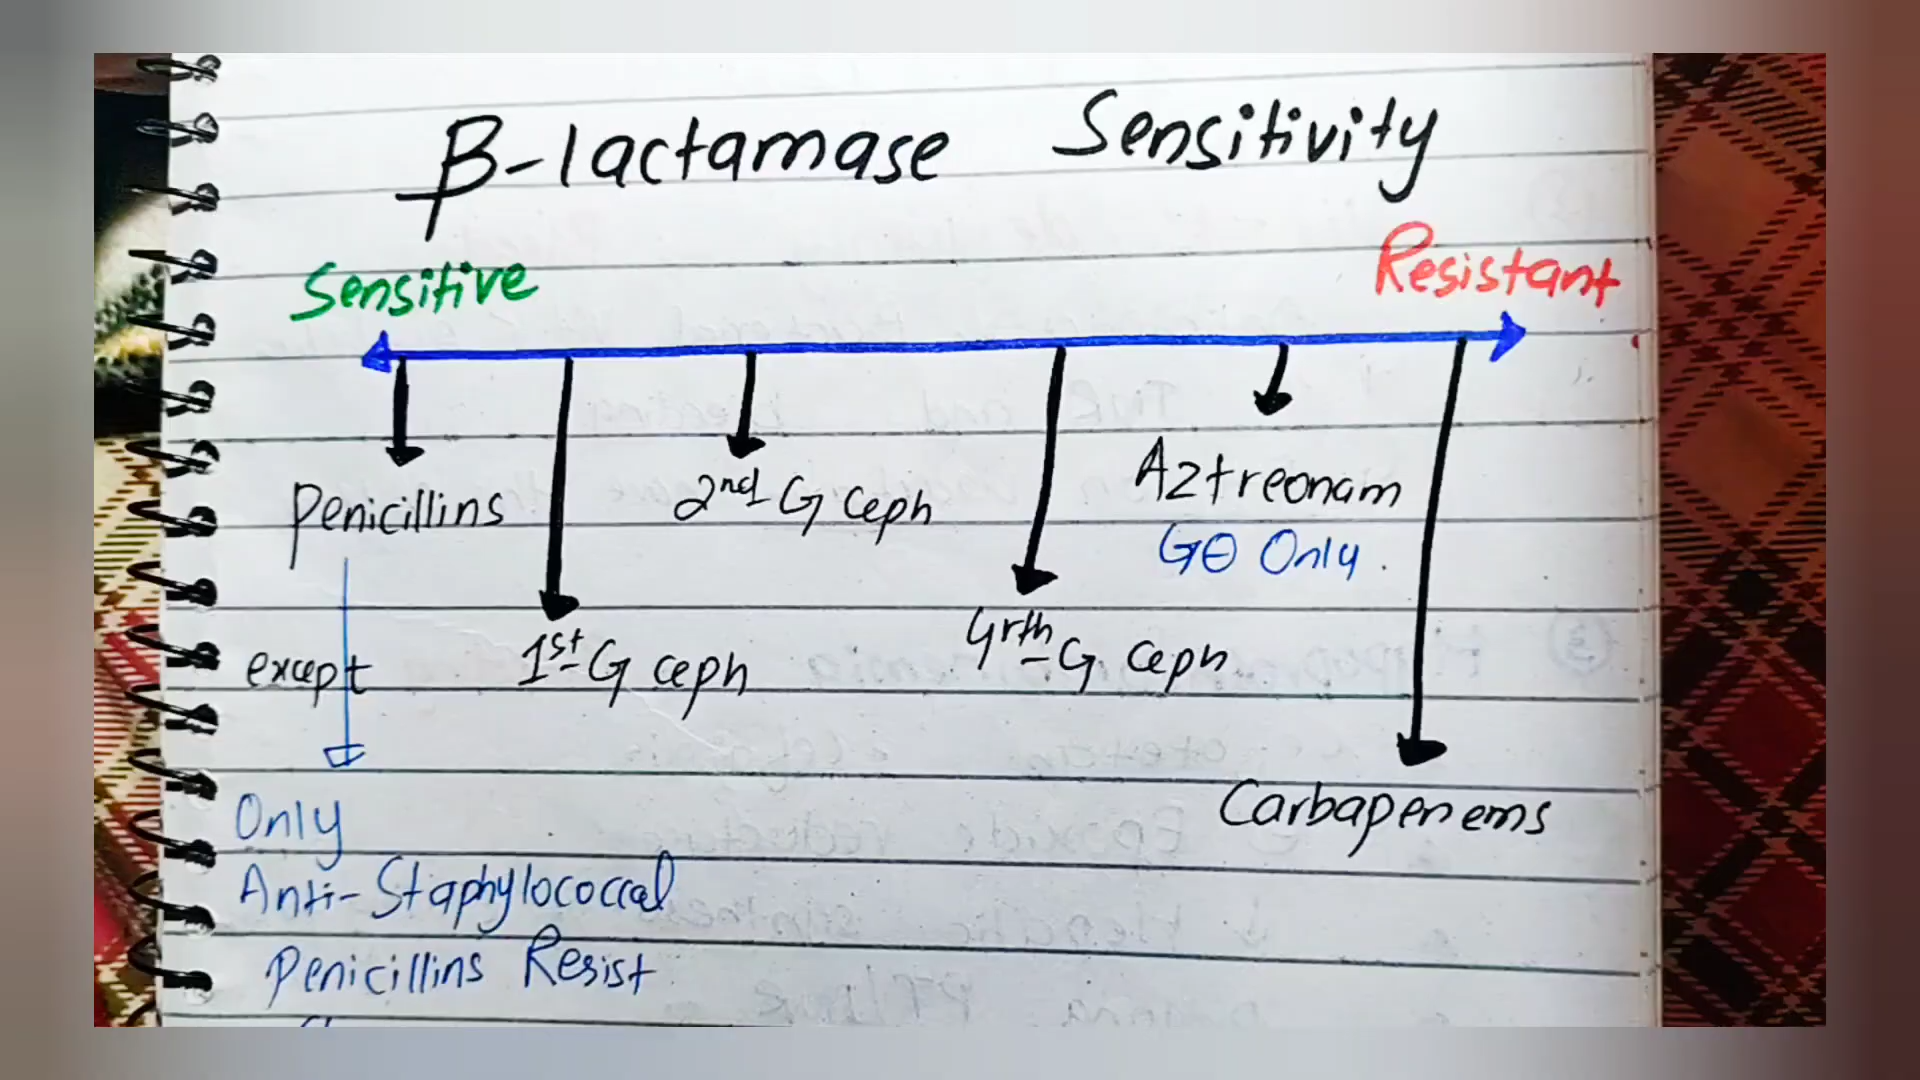 β-lactamase Sensitivity
Sensitive
Resistant
Penicillins
2nd G Ceph
Aztreonam
G⊖ Only.
except
1st-G ceph
4rth-G Ceph
Carbapenems
Only
Anti-Staphylococcal
Penicillins Resist